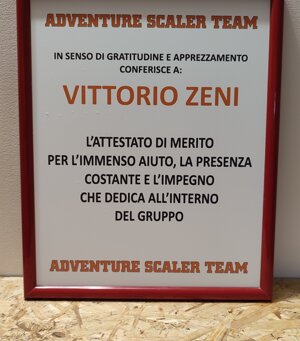 ADVENTURE SCALER TEAM
IN SENSO DI GRATITUDINE E APPREZZAMENTO
CONFERISCE A:
VITTORIO ZENI
L'ATTESTATO DI MERITO
PER L'IMMENSO AIUTO, LA PRESENZA
COSTANTE E L'IMPEGNO
CHE DEDICA ALL'INTERNO
DEL GRUPPO
ADVENTURE SCALER TEAM